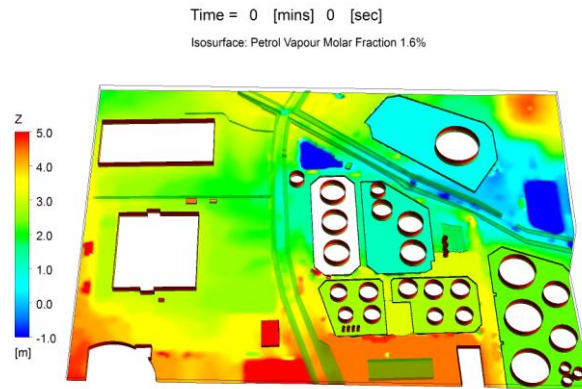 Time = 0 [mins] 0 [sec]
Isosurface: Petrol Vapour Molar Fraction 1.6%
Z
5.0
4.0
3.0
2.0
1.0
0.0
-1.0
[m]